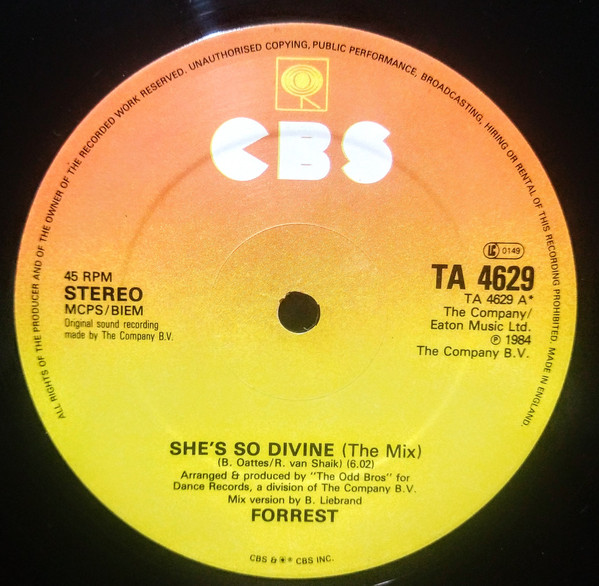 ALL RIGHTS OF THE PRODUCER AND OF THE OWNER OF THE RECORDED WORK RESERVED. UNAUTHORISED COPYING, PUBLIC PERFORMANCE, BROADCASTING, HIRING OR RENTAL OF THIS RECORDING PROHIBITED. MADE IN ENGLAND.
CBS
LC 0149
45 RPM
STEREO
MCPS/BIEM
Original sound recording
made by The Company B.V.
TA 4629
TA 4629 A*
The Company/
Eaton Music Ltd.
℗ 1984
The Company B.V.
SHE'S SO DIVINE (The Mix)
(B. Oattes/R. van Shaik) (6.02)
Arranged & produced by "The Odd Bros" for
Dance Records, a division of The Company B.V.
Mix version by B. Liebrand
FORREST
CBS & ✳® CBS INC.